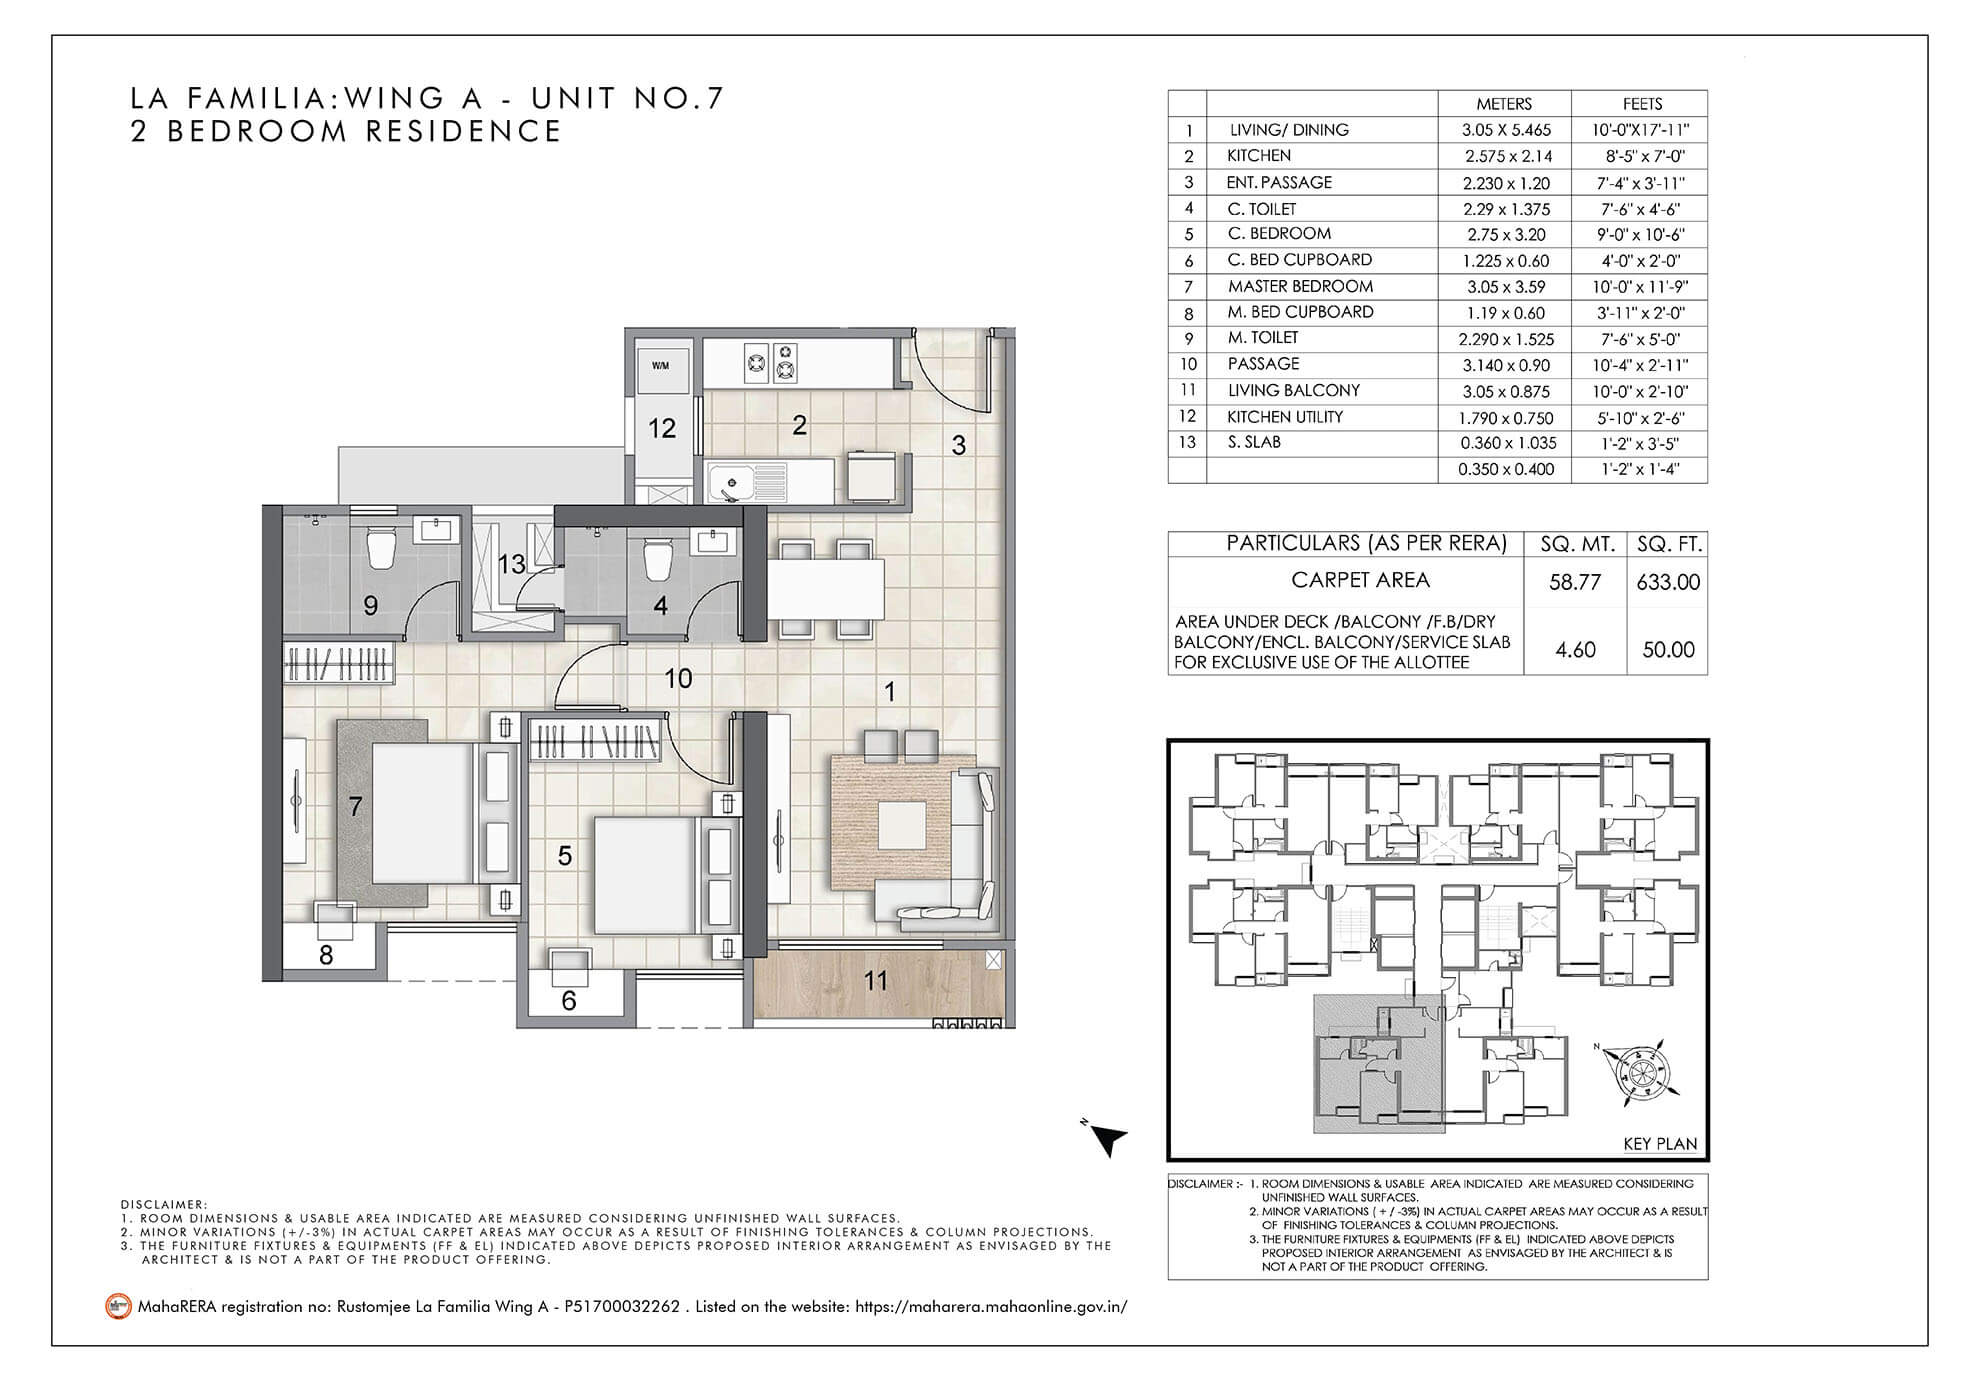 LA FAMILIA:WING A - UNIT NO.7
2 BEDROOM RESIDENCE
METERS FEETS
1 LIVING/ DINING 3.05 X 5.465 10'-0"X17'-11"
2 KITCHEN 2.575 x 2.14 8'-5" x 7'-0"
3 ENT. PASSAGE 2.230 x 1.20 7'-4" x 3'-11"
4 C. TOILET 2.29 x 1.375 7'-6" x 4'-6"
5 C. BEDROOM 2.75 x 3.20 9'-0" x 10'-6"
6 C. BED CUPBOARD 1.225 x 0.60 4'-0" x 2'-0"
7 MASTER BEDROOM 3.05 x 3.59 10'-0" x 11'-9"
8 M. BED CUPBOARD 1.19 x 0.60 3'-11" x 2'-0"
9 M. TOILET 2.290 x 1.525 7'-6" x 5'-0"
10 PASSAGE 3.140 x 0.90 10'-4" x 2'-11"
11 LIVING BALCONY 3.05 x 0.875 10'-0" x 2'-10"
12 KITCHEN UTILITY 1.790 x 0.750 5'-10" x 2'-6"
13 S. SLAB 0.360 x 1.035 1'-2" x 3'-5"
0.350 x 0.400 1'-2" x 1'-4"
PARTICULARS (AS PER RERA) SQ. MT. SQ. FT.
CARPET AREA 58.77 633.00
AREA UNDER DECK /BALCONY /F.B/DRY
BALCONY/ENCL. BALCONY/SERVICE SLAB 4.60 50.00
FOR EXCLUSIVE USE OF THE ALLOTTEE
W/M
12
2
3
13
9
4
10
1
7
5
8
6
11
N
N
KEY PLAN
DISCLAIMER :- 1. ROOM DIMENSIONS & USABLE AREA INDICATED ARE MEASURED CONSIDERING
UNFINISHED WALL SURFACES.
2. MINOR VARIATIONS ( + / -3%) IN ACTUAL CARPET AREAS MAY OCCUR AS A RESULT
OF FINISHING TOLERANCES & COLUMN PROJECTIONS.
3. THE FURNITURE FIXTURES & EQUIPMENTS (FF & EL) INDICATED ABOVE DEPICTS
PROPOSED INTERIOR ARRANGEMENT AS ENVISAGED BY THE ARCHITECT & IS
NOT A PART OF THE PRODUCT OFFERING.
DISCLAIMER:
1. ROOM DIMENSIONS & USABLE AREA INDICATED ARE MEASURED CONSIDERING UNFINISHED WALL SURFACES.
2. MINOR VARIATIONS (+/-3%) IN ACTUAL CARPET AREAS MAY OCCUR AS A RESULT OF FINISHING TOLERANCES & COLUMN PROJECTIONS.
3. THE FURNITURE FIXTURES & EQUIPMENTS (FF & EL) INDICATED ABOVE DEPICTS PROPOSED INTERIOR ARRANGEMENT AS ENVISAGED BY THE
ARCHITECT & IS NOT A PART OF THE PRODUCT OFFERING.
MahaRERA registration no: Rustomjee La Familia Wing A - P51700032262 . Listed on the website: https://maharera.mahaonline.gov.in/